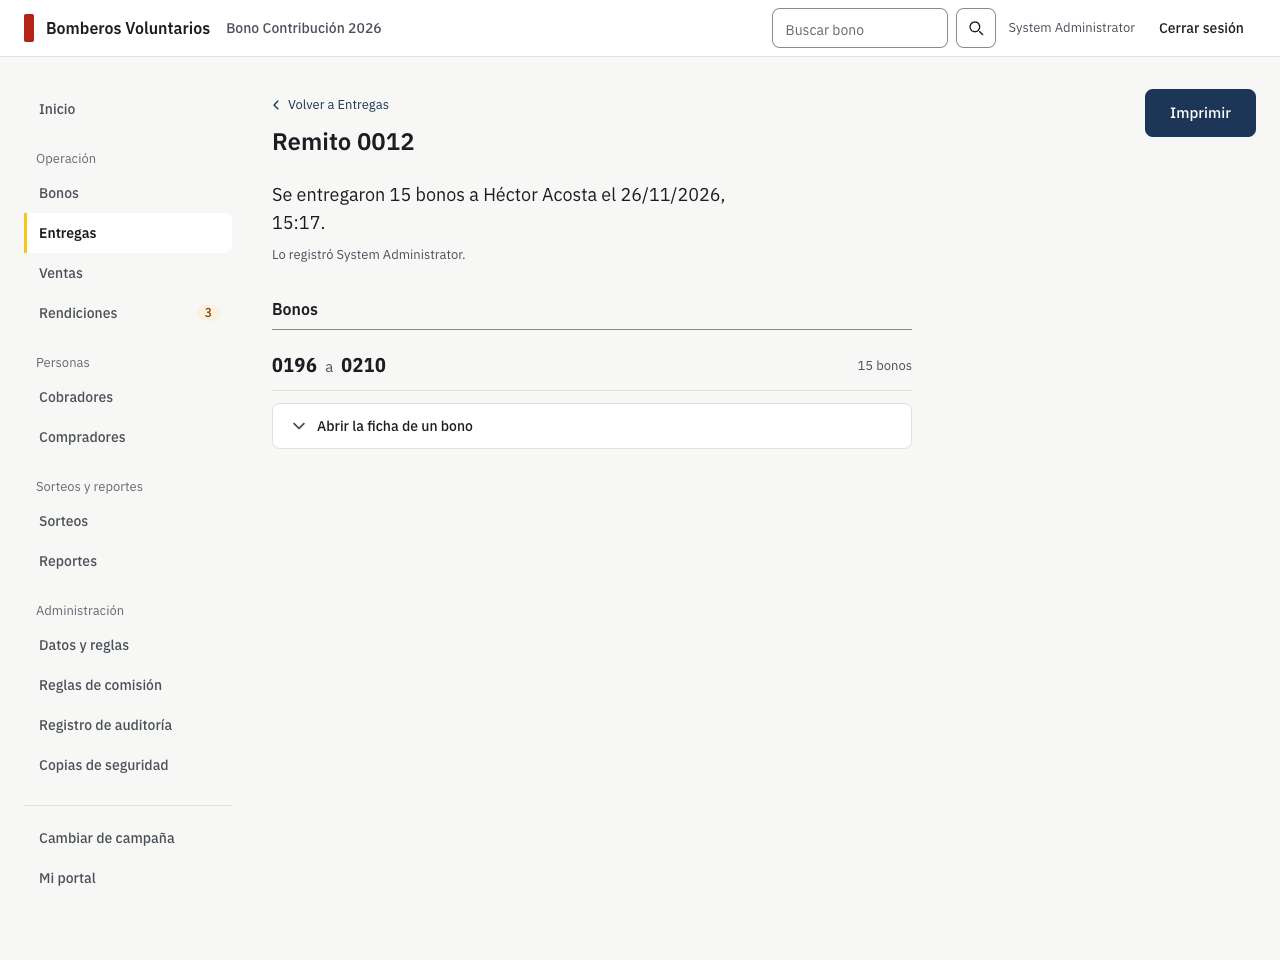 Bomberos Voluntarios
Bono Contribución 2026
Buscar bono
System Administrator
Cerrar sesión
Inicio
Operación
Bonos
Entregas
Ventas
Rendiciones 3
Personas
Cobradores
Compradores
Sorteos y reportes
Sorteos
Reportes
Administración
Datos y reglas
Reglas de comisión
Registro de auditoría
Copias de seguridad
Cambiar de campaña
Mi portal
Volver a Entregas
Imprimir
Remito 0012
Se entregaron 15 bonos a Héctor Acosta el 26/11/2026,
15:17.
Lo registró System Administrator.
Bonos
0196 a 0210
15 bonos
Abrir la ficha de un bono